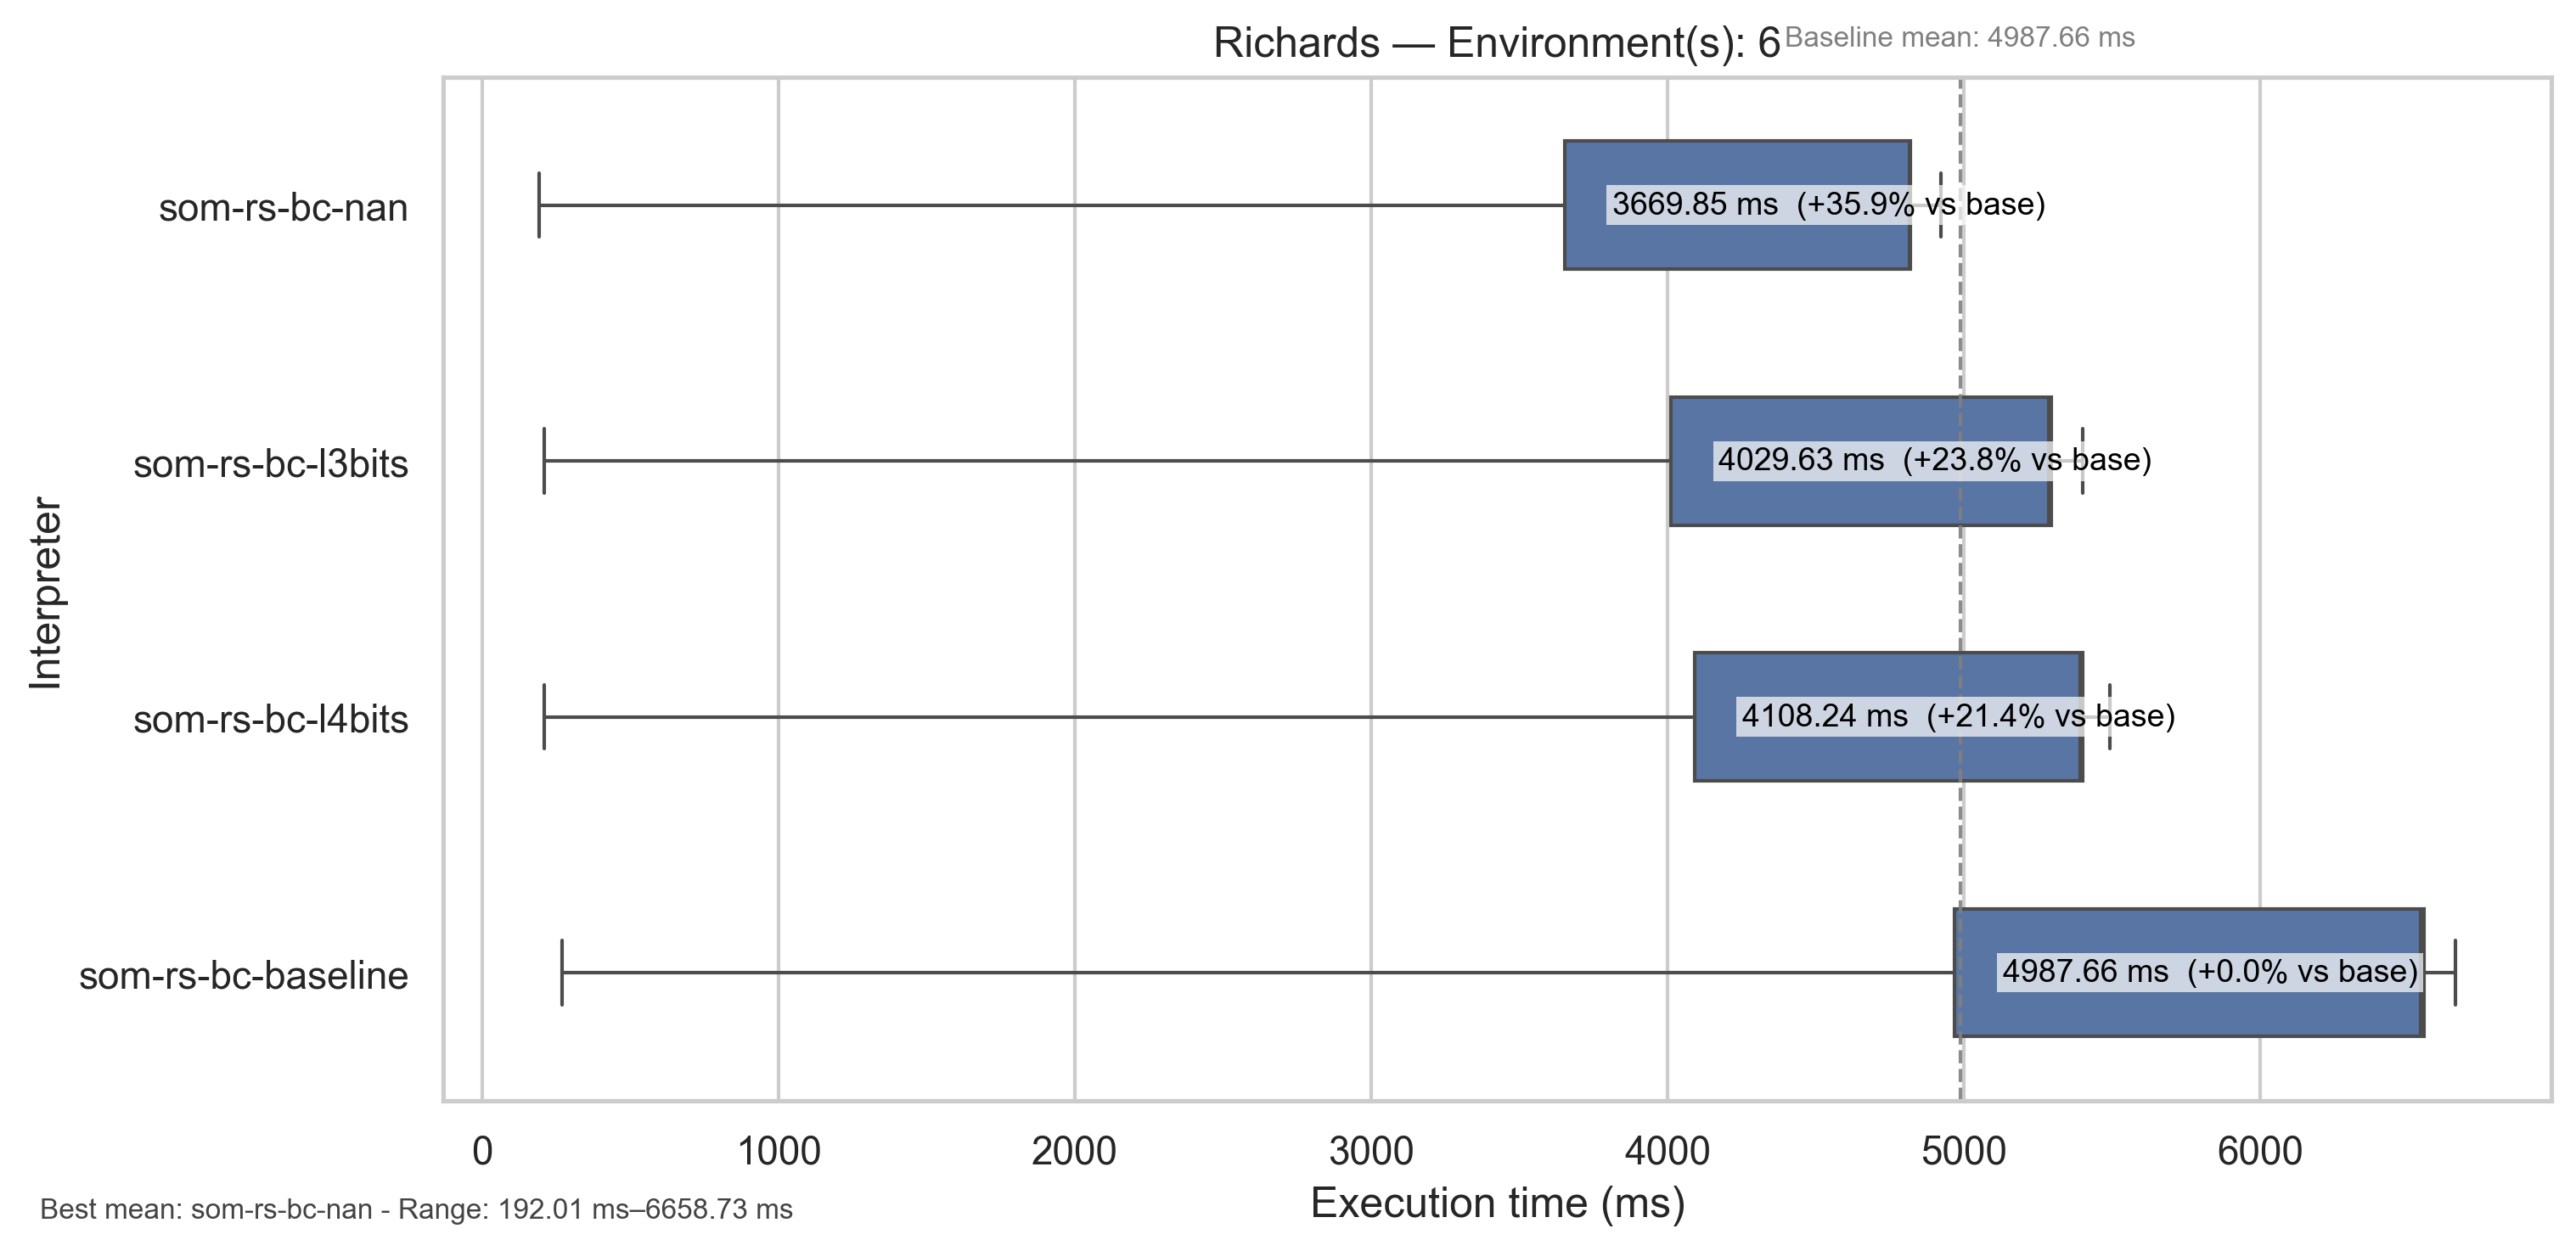 Richards — Environment(s): 6
Baseline mean: 4987.66 ms
Interpreter
som-rs-bc-nan
3669.85 ms (+35.9% vs base)
som-rs-bc-l3bits
4029.63 ms (+23.8% vs base)
som-rs-bc-l4bits
4108.24 ms (+21.4% vs base)
som-rs-bc-baseline
4987.66 ms (+0.0% vs base)
0 1000 2000 3000 4000 5000 6000
Execution time (ms)
Best mean: som-rs-bc-nan - Range: 192.01 ms–6658.73 ms